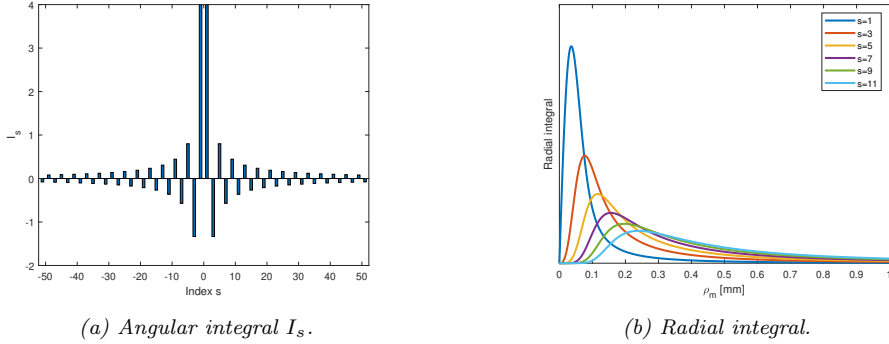 4
3
2
1
0
-1
-2
I_s
-50 -40 -30 -20 -10 0 10 20 30 40 50
Index s
(a) Angular integral I_s.
Radial integral
s=1
s=3
s=5
s=7
s=9
s=11
0 0.1 0.2 0.3 0.4 0.5 0.6 0.7 0.8 0.9 1
ρ_m [mm]
(b) Radial integral.